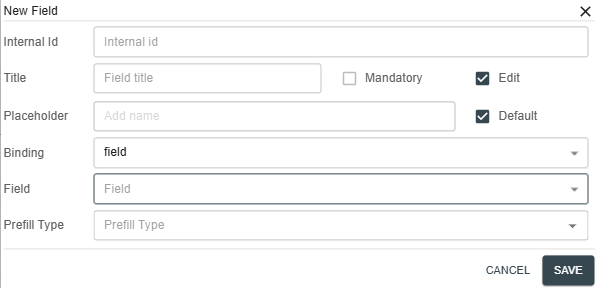 New Field
Internal Id Internal id
Title Field title Mandatory Edit
Placeholder Add name Default
Binding field
Field Field
Prefill Type Prefill Type
CANCEL SAVE